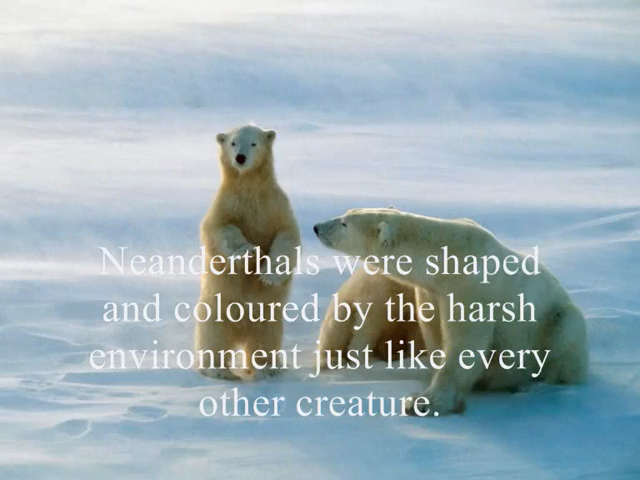 Neanderthals were shaped
and coloured by the harsh
environment just like every
other creature.